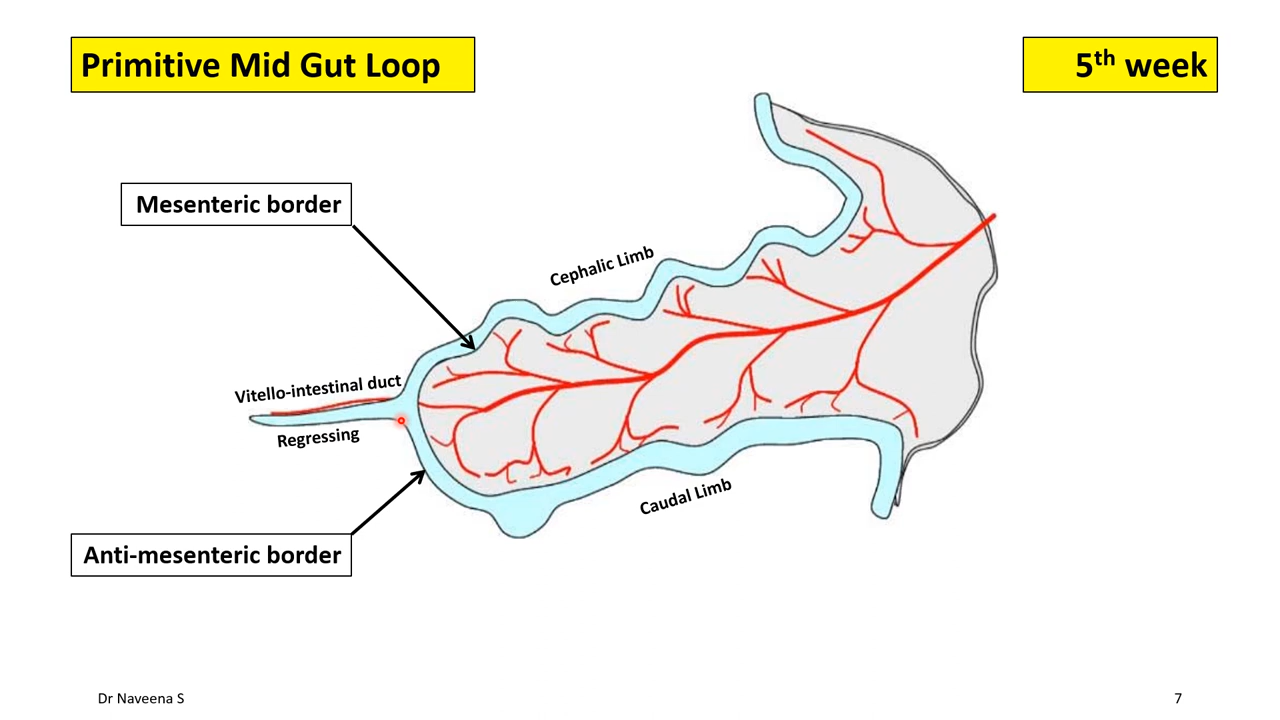 Primitive Mid Gut Loop
5th week
Mesenteric border
Cephalic Limb
Vitello-intestinal duct
Regressing
Caudal Limb
Anti-mesenteric border
Dr Naveena S
7